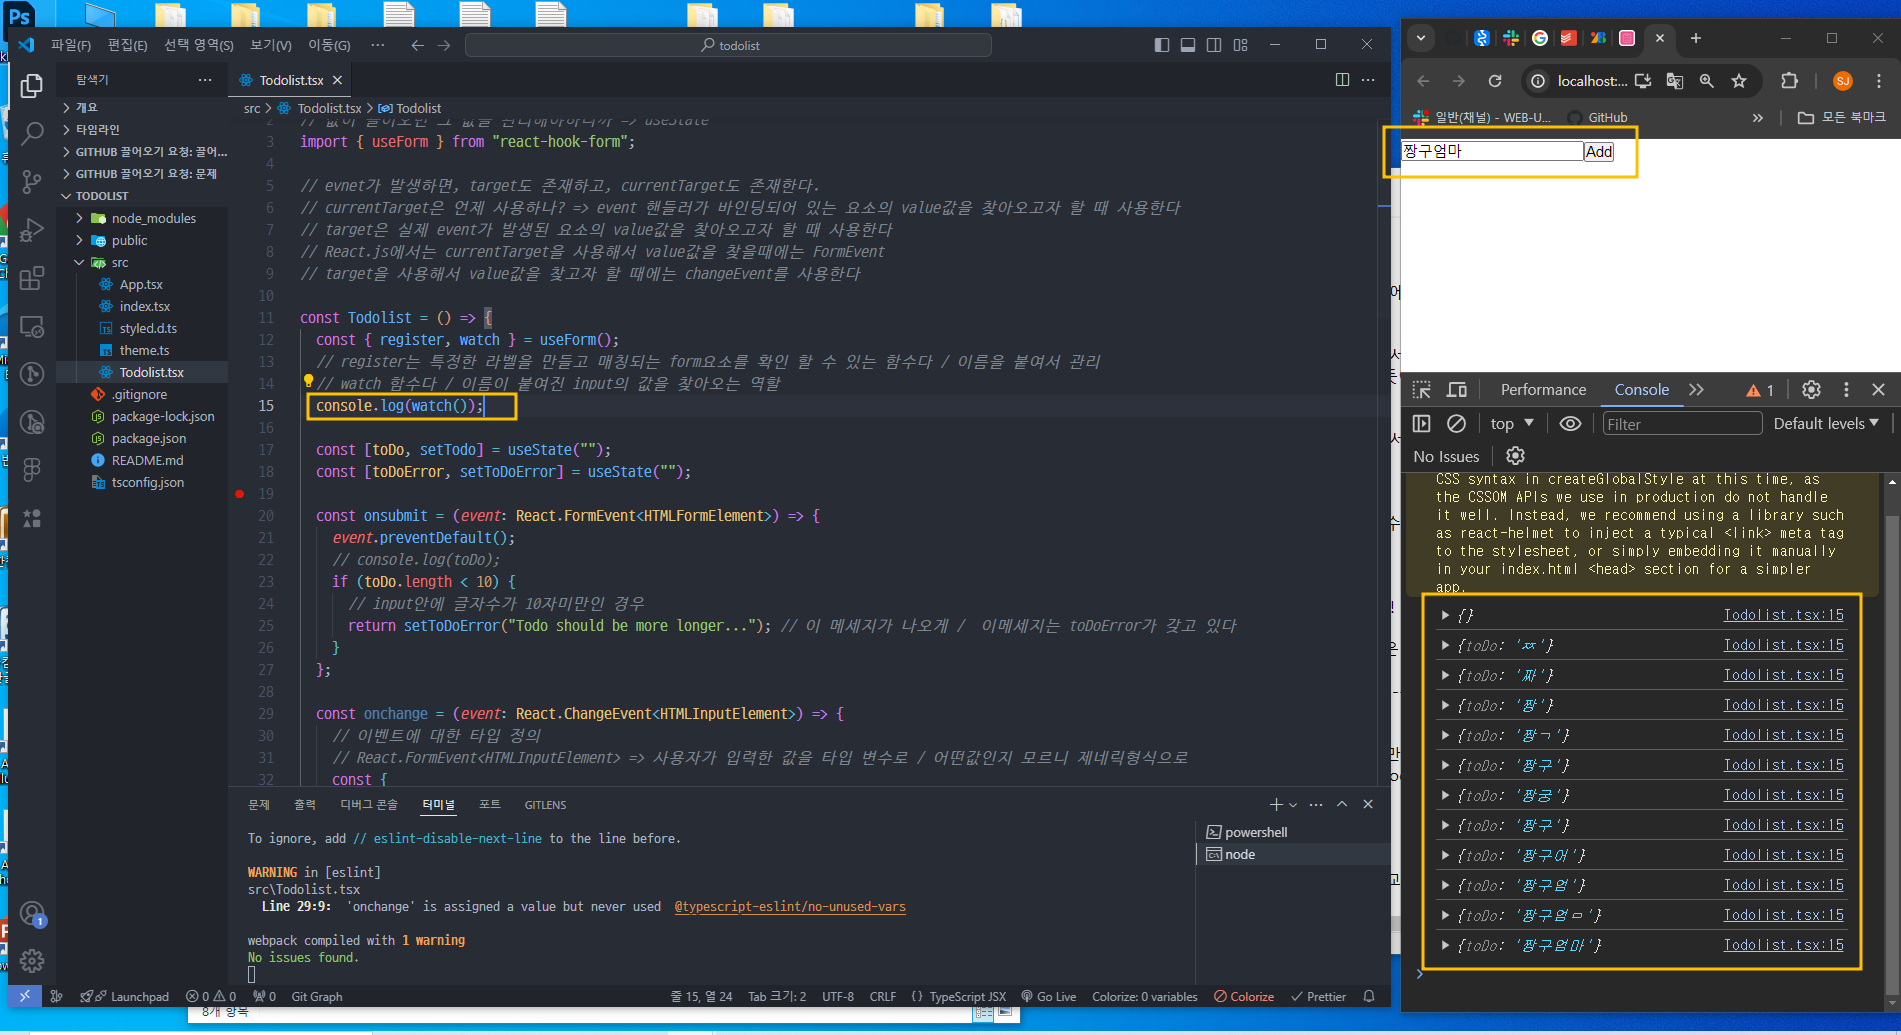 Ps
파일(F) 편집(E) 선택 영역(S) 보기(V) 이동(G) ···
todolist
탐색기
개요
타임라인
GITHUB 끌어오기 요청: 끌어...
GITHUB 끌어오기 요청: 문제
TODOLIST
node_modules
public
src
App.tsx
index.tsx
styled.d.ts
theme.ts
Todolist.tsx
.gitignore
package-lock.json
package.json
README.md
tsconfig.json
Todolist.tsx
src > Todolist.tsx > Todolist
2 // 값이 들어오면 그 값을 관리해야하니까 => useState
3 import { useForm } from "react-hook-form";
4
5 // evnet가 발생하면, target도 존재하고, currentTarget도 존재한다.
6 // currentTarget은 언제 사용하나? => event 핸들러가 바인딩되어 있는 요소의 value값을 찾아오고자 할 때 사용한다
7 // target은 실제 event가 발생된 요소의 value값을 찾아오고자 할 때 사용한다
8 // React.js에서는 currentTarget을 사용해서 value값을 찾을때에는 FormEvent
9 // target을 사용해서 value값을 찾고자 할 때에는 changeEvent를 사용한다
10
11 const Todolist = () => {
12 const { register, watch } = useForm();
13 // register는 특정한 라벨을 만들고 매칭되는 form요소를 확인 할 수 있는 함수다 / 이름을 붙여서 관리
14 // watch 함수다 / 이름이 붙여진 input의 값을 찾아오는 역할
15 console.log(watch());
16
17 const [toDo, setTodo] = useState("");
18 const [toDoError, setToDoError] = useState("");
19
20 const onsubmit = (event: React.FormEvent<HTMLFormElement>) => {
21 event.preventDefault();
22 // console.log(toDo);
23 if (toDo.length < 10) {
24 // input안에 글자수가 10자미만인 경우
25 return setToDoError("Todo should be more longer..."); // 이 메세지가 나오게 / 이메세지는 toDoError가 갖고 있다
26 }
27 };
28
29 const onchange = (event: React.ChangeEvent<HTMLInputElement>) => {
30 // 이벤트에 대한 타입 정의
31 // React.FormEvent<HTMLInputElement> => 사용자가 입력한 값을 타입 변수로 / 어떤값인지 모르니 제네릭형식으로
32 const {
문제 출력 디버그 콘솔 터미널 포트 GITLENS
To ignore, add // eslint-disable-next-line to the line before.
WARNING in [eslint]
src\Todolist.tsx
Line 29:9: 'onchange' is assigned a value but never used @typescript-eslint/no-unused-vars
webpack compiled with 1 warning
No issues found.
powershell
node
1
Launchpad 0 0 0 Git Graph
줄 15, 열 24 Tab 크기: 2 UTF-8 CRLF {} TypeScript JSX Go Live Colorize: 0 variables Colorize Prettier
8개 항목
localhost:...
SJ
일반(채널) - WEB-U... GitHub » 모든 북마크
짱구엄마 Add
Performance Console 1
top Filter Default levels
No Issues
CSS syntax in createGlobalStyle at this time, as
the CSSOM APIs we use in production do not handle
it well. Instead, we recommend using a library such
as react-helmet to inject a typical <link> meta tag
to the stylesheet, or simply embedding it manually
in your index.html <head> section for a simpler
app.
{} Todolist.tsx:15
{toDo: 'ㅉ'} Todolist.tsx:15
{toDo: '짜'} Todolist.tsx:15
{toDo: '짱'} Todolist.tsx:15
{toDo: '짱ㄱ'} Todolist.tsx:15
{toDo: '짱구'} Todolist.tsx:15
{toDo: '짱궁'} Todolist.tsx:15
{toDo: '짱구'} Todolist.tsx:15
{toDo: '짱구어'} Todolist.tsx:15
{toDo: '짱구엄'} Todolist.tsx:15
{toDo: '짱구엄ㅁ'} Todolist.tsx:15
{toDo: '짱구엄마'} Todolist.tsx:15